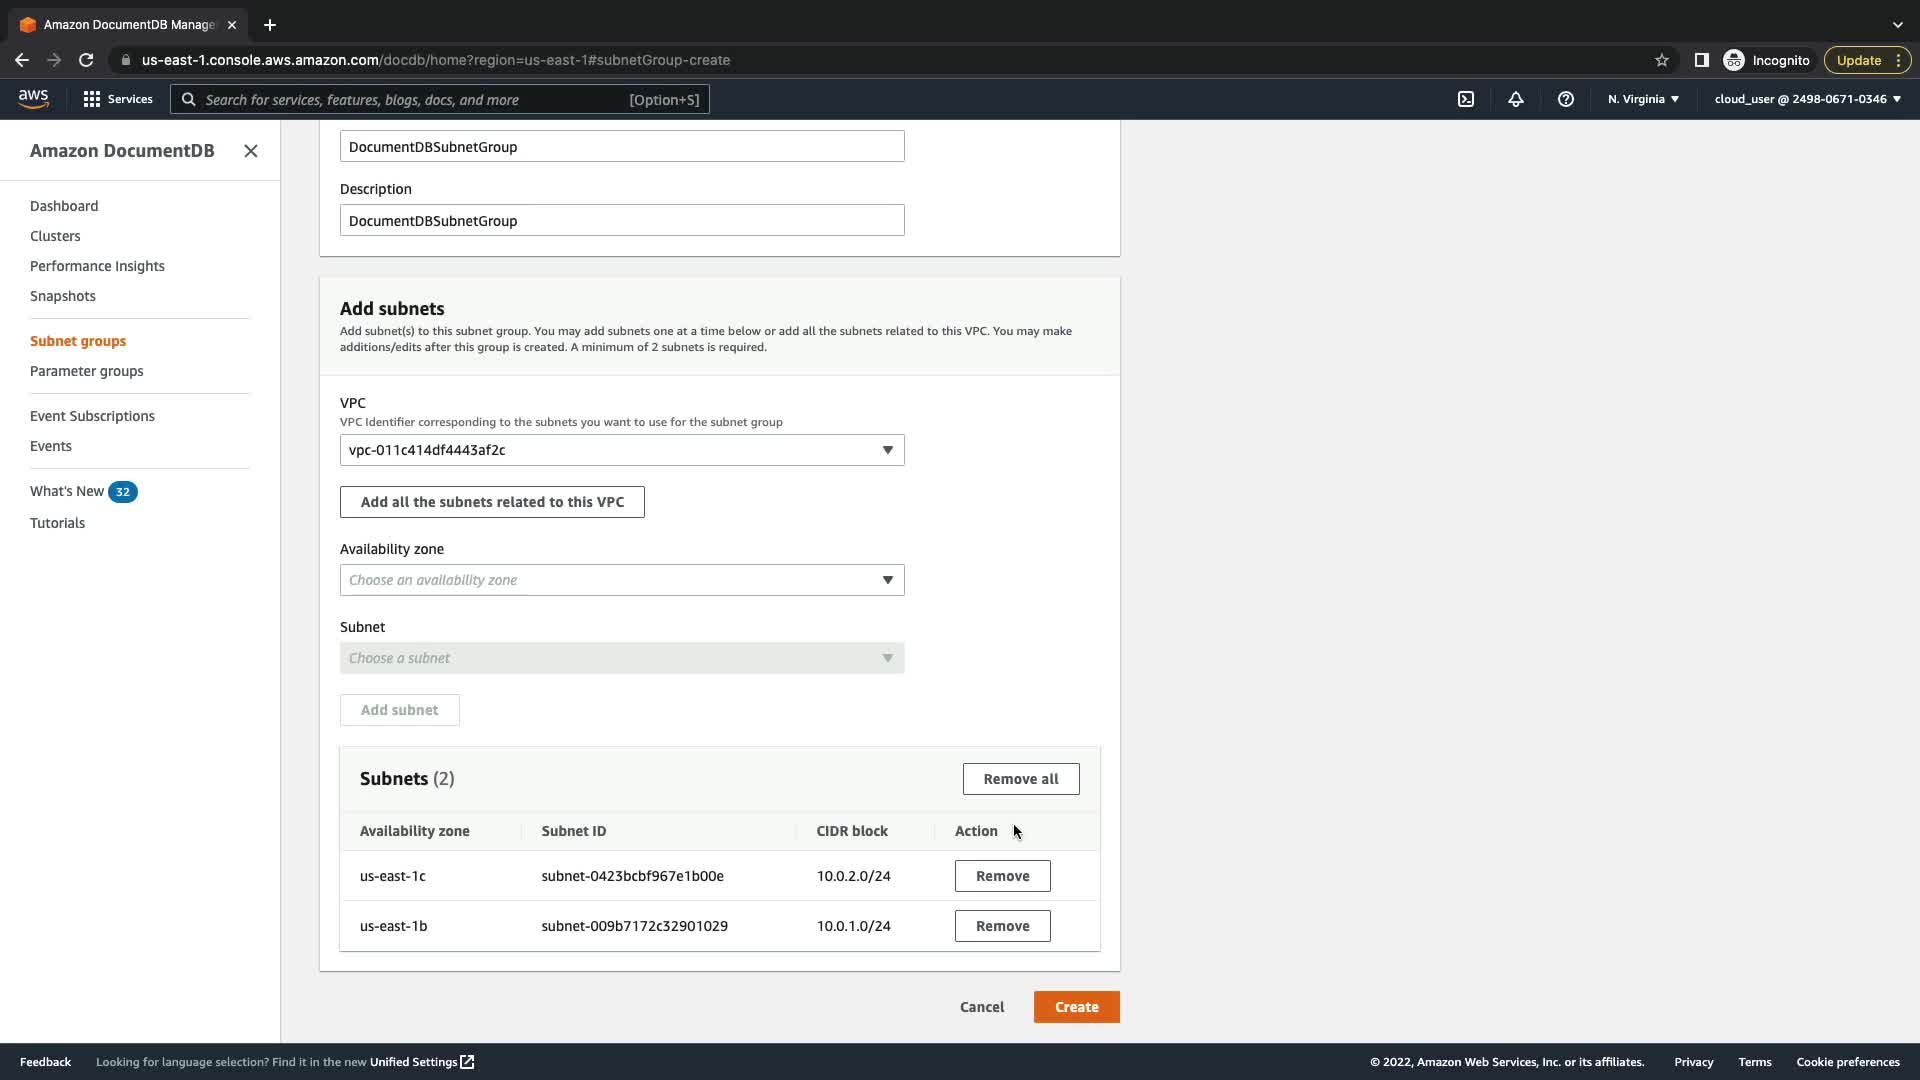 Amazon DocumentDB Manage
us-east-1.console.aws.amazon.com/docdb/home?region=us-east-1#subnetGroup-create
Incognito
Update
aws
Services
Search for services, features, blogs, docs, and more
[Option+S]
N. Virginia
cloud_user @ 2498-0671-0346
Amazon DocumentDB
Dashboard
Clusters
Performance Insights
Snapshots
Subnet groups
Parameter groups
Event Subscriptions
Events
What's New 32
Tutorials
DocumentDBSubnetGroup
Description
DocumentDBSubnetGroup
Add subnets
Add subnet(s) to this subnet group. You may add subnets one at a time below or add all the subnets related to this VPC. You may make
additions/edits after this group is created. A minimum of 2 subnets is required.
VPC
VPC Identifier corresponding to the subnets you want to use for the subnet group
vpc-011c414df4443af2c
Add all the subnets related to this VPC
Availability zone
Choose an availability zone
Subnet
Choose a subnet
Add subnet
Subnets (2)
Remove all
Availability zone Subnet ID CIDR block Action
us-east-1c subnet-0423bcbf967e1b00e 10.0.2.0/24 Remove
us-east-1b subnet-009b7172c32901029 10.0.1.0/24 Remove
Cancel
Create
Feedback
Looking for language selection? Find it in the new Unified Settings
© 2022, Amazon Web Services, Inc. or its affiliates.
Privacy
Terms
Cookie preferences